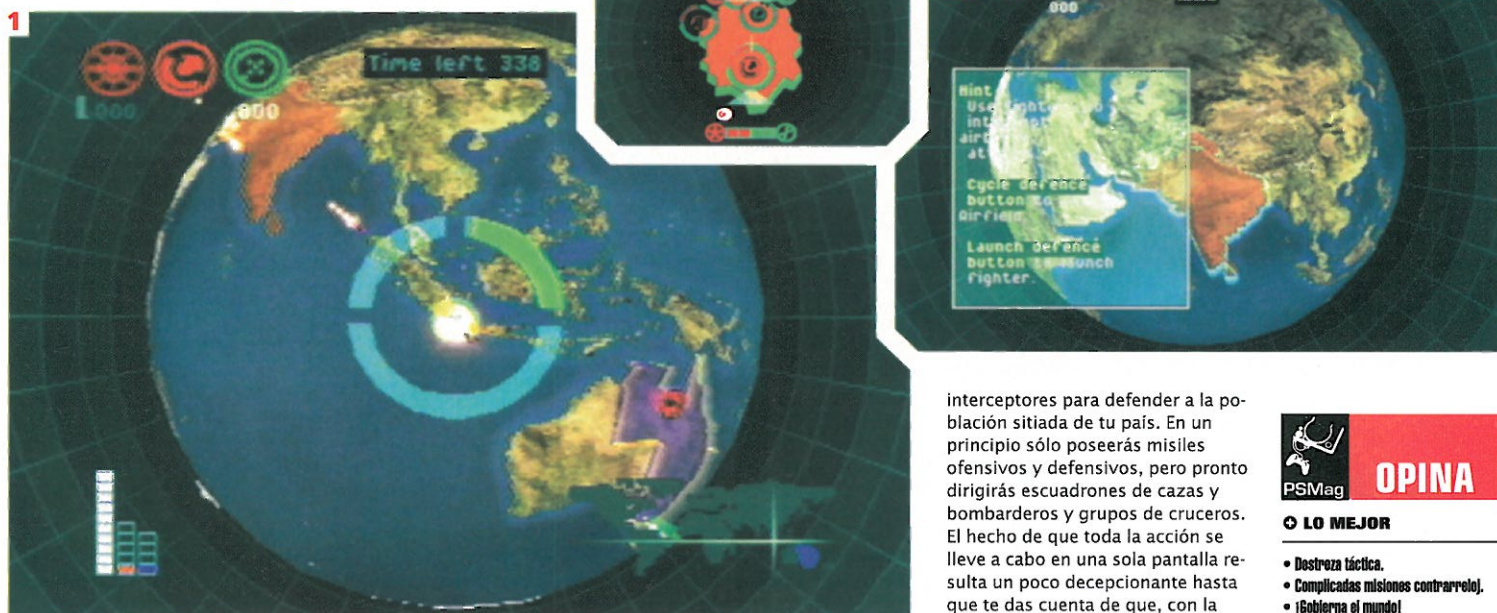 1
Time left 338
000
000
000
Hint
Use
Cycle defence
button to
Airfield.
Launch defence
button to launch
fighter.
interceptores para defender a la po-
blación sitiada de tu país. En un
principio sólo poseerás misiles
ofensivos y defensivos, pero pronto
dirigirás escuadrones de cazas y
bombarderos y grupos de cruceros.
El hecho de que toda la acción se
lleve a cabo en una sola pantalla re-
sulta un poco decepcionante hasta
que te das cuenta de que, con la
PSMag
OPINA
LO MEJOR
• Destreza táctica.
• Complicadas misiones contrarreloj.
• ¡Gobierna el mundo!